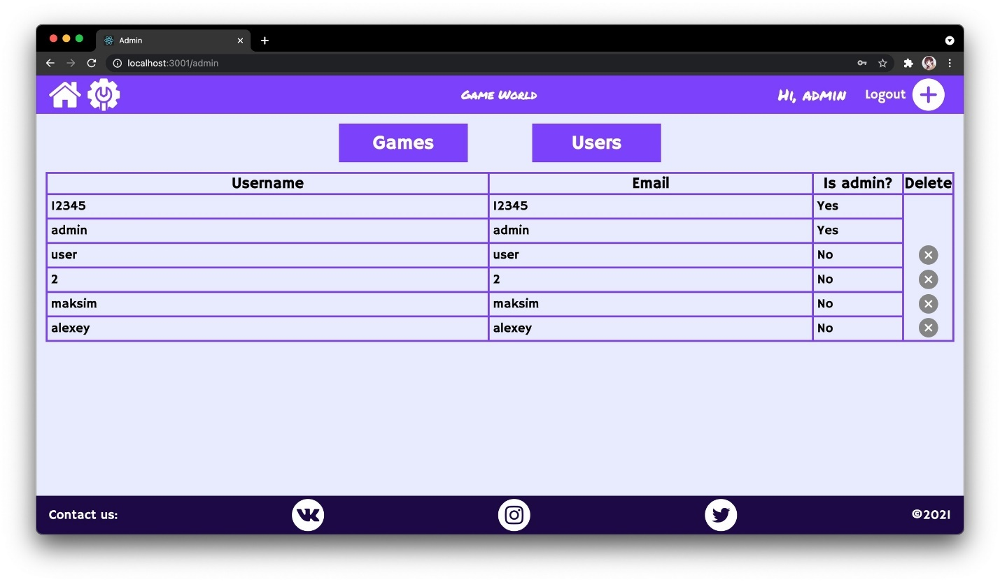 Admin
localhost:3001/admin
Game World
Hi, admin
Logout
Games
Users
Username Email Is admin? Delete
12345 12345 Yes
admin admin Yes
user user No
2 2 No
maksim maksim No
alexey alexey No
Contact us:
©2021